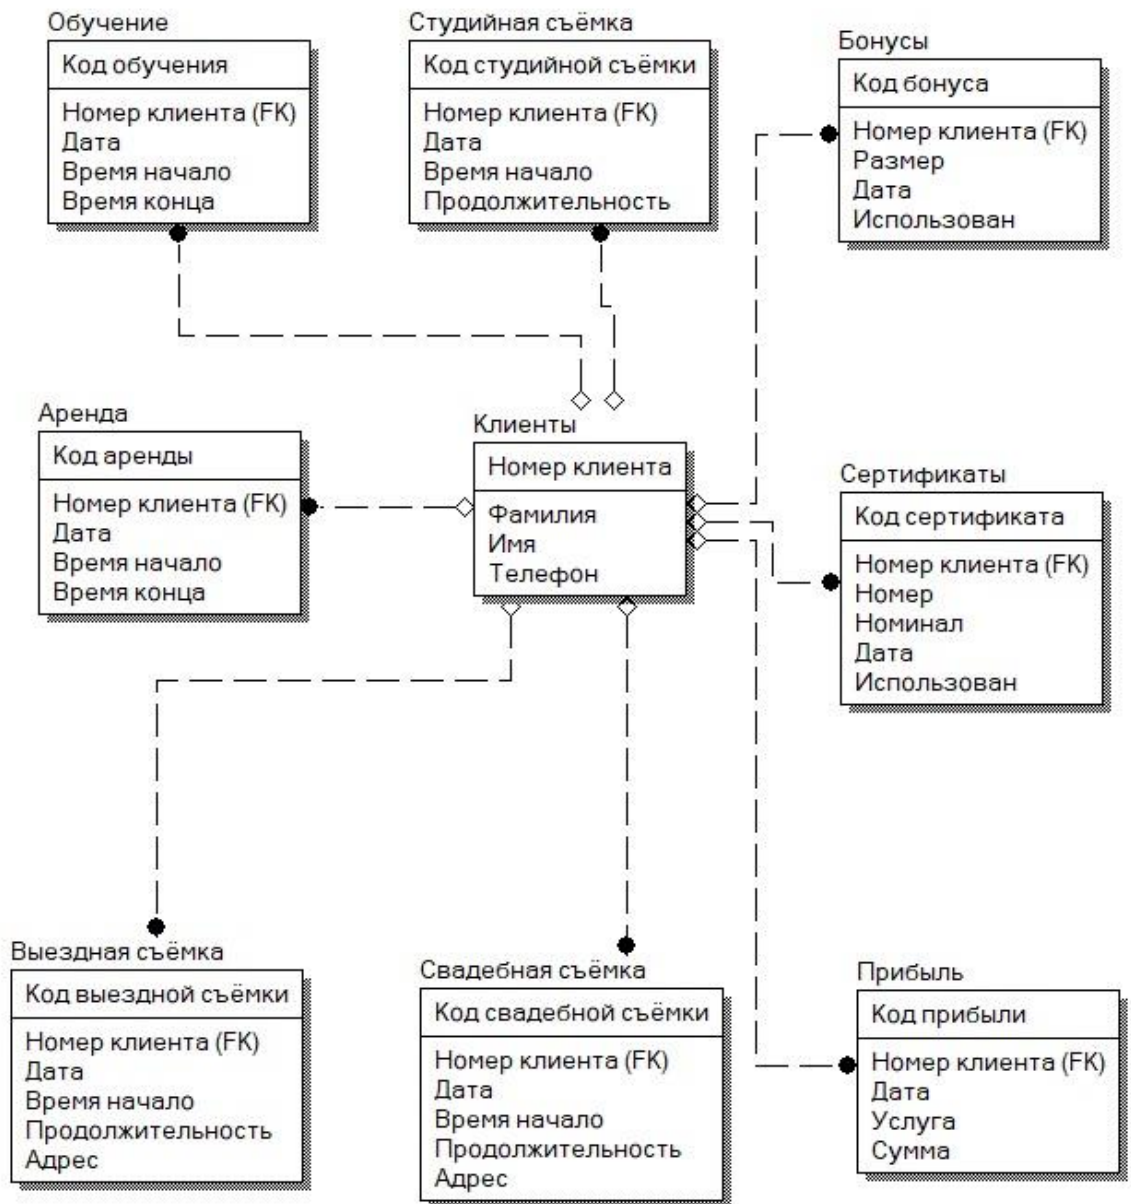 Обучение
Код обучения
Номер клиента (FK)
Дата
Время начало
Время конца
Студийная съёмка
Код студийной съёмки
Номер клиента (FK)
Дата
Время начало
Продолжительность
Бонусы
Код бонуса
Номер клиента (FK)
Размер
Дата
Использован
Аренда
Код аренды
Номер клиента (FK)
Дата
Время начало
Время конца
Клиенты
Номер клиента
Фамилия
Имя
Телефон
Сертификаты
Код сертификата
Номер клиента (FK)
Номер
Номинал
Дата
Использован
Выездная съёмка
Код выездной съёмки
Номер клиента (FK)
Дата
Время начало
Продолжительность
Адрес
Свадебная съёмка
Код свадебной съёмки
Номер клиента (FK)
Дата
Время начало
Продолжительность
Адрес
Прибыль
Код прибыли
Номер клиента (FK)
Дата
Услуга
Сумма